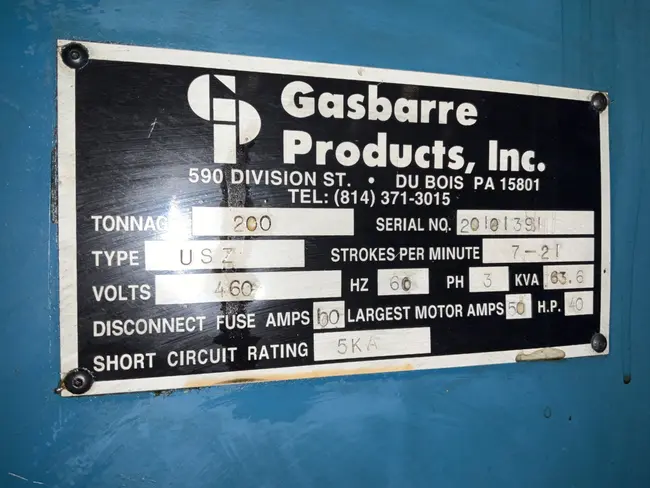 Gasbarre
Products, Inc.
590 DIVISION ST. • DU BOIS PA 15801
TEL: (814) 371-3015
TONNAGE 200 SERIAL NO. 20101391
TYPE USZ STROKES PER MINUTE 7-21
VOLTS 460 HZ 60 PH 3 KVA 63.6
DISCONNECT FUSE AMPS 60 LARGEST MOTOR AMPS 50 H.P. 40
SHORT CIRCUIT RATING 5KA